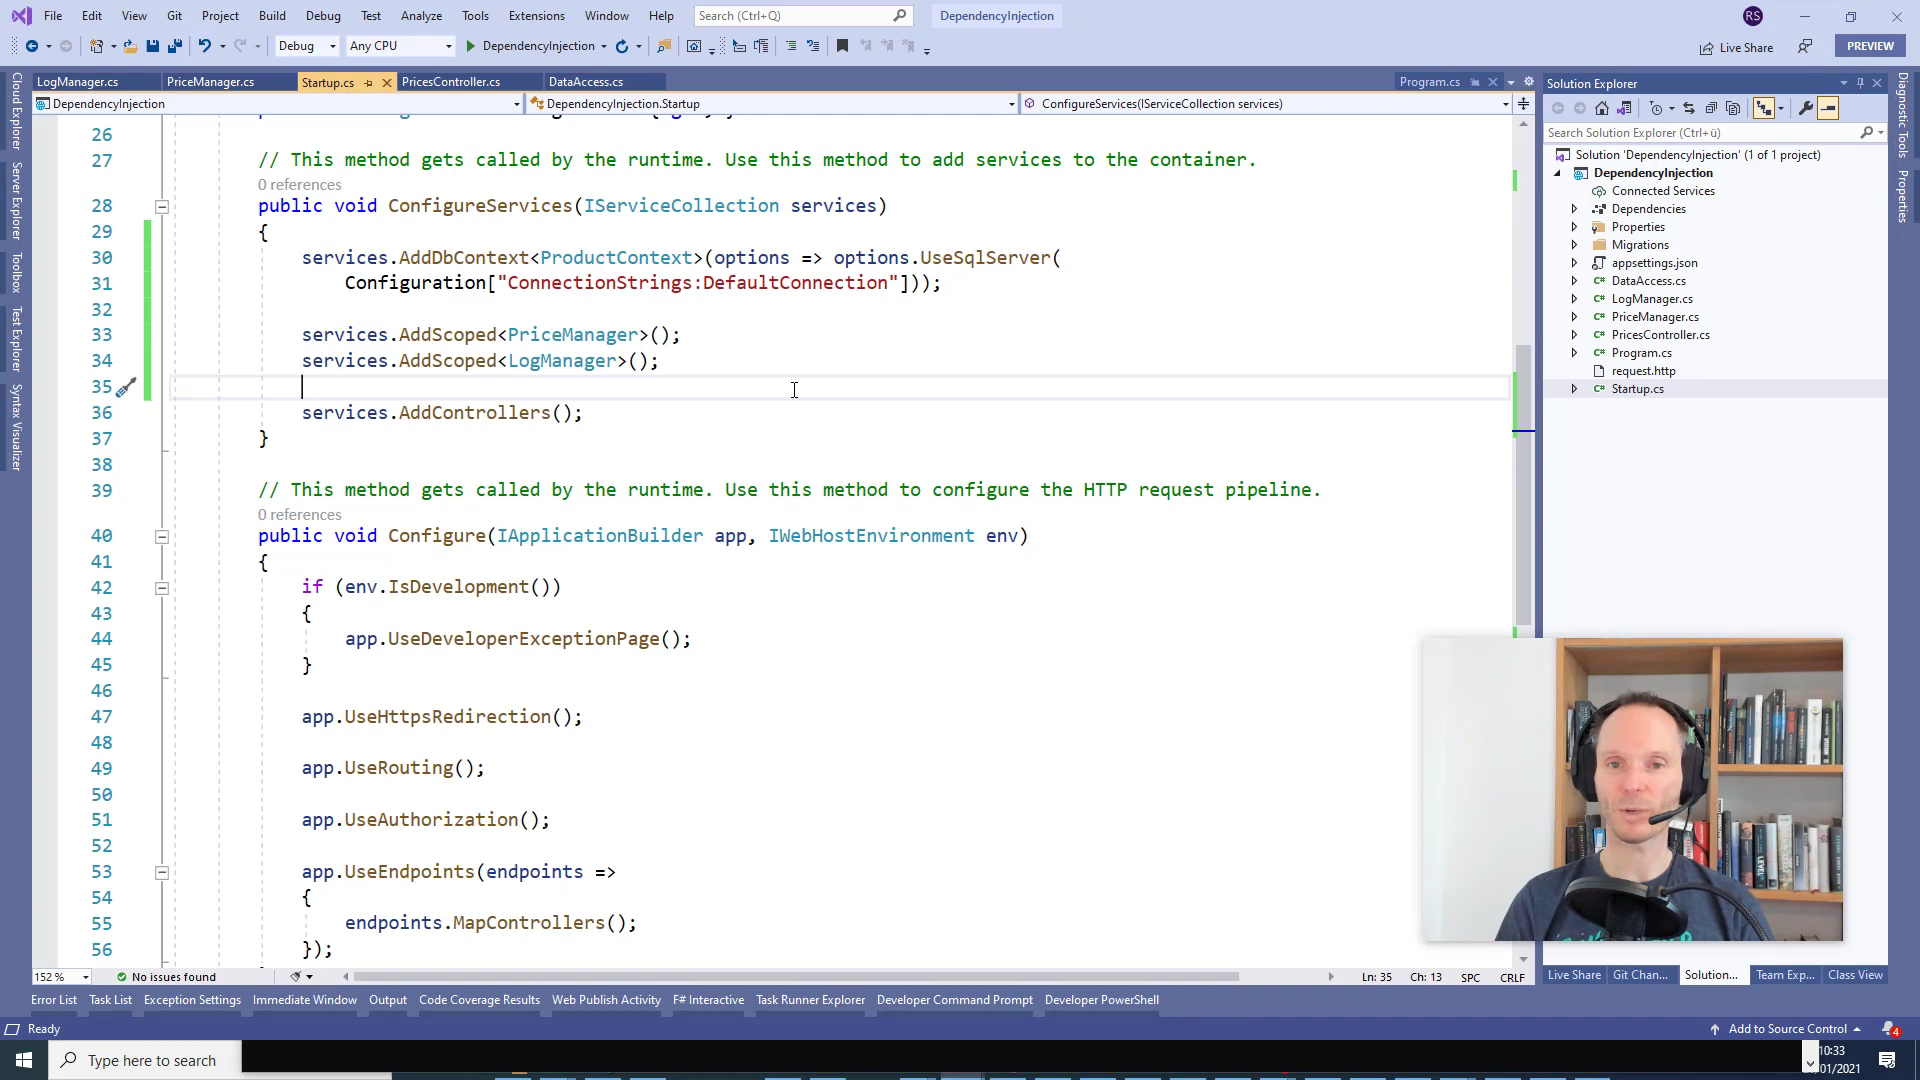 File Edit View Git Project Build Debug Test Analyze Tools Extensions Window Help Search (Ctrl+Q) DependencyInjection RS
Debug Any CPU DependencyInjection Live Share PREVIEW
LogManager.cs PriceManager.cs Startup.cs PricesController.cs DataAccess.cs Program.cs
DependencyInjection DependencyInjection.Startup ConfigureServices(IServiceCollection services)
26
27 // This method gets called by the runtime. Use this method to add services to the container.
0 references
28 public void ConfigureServices(IServiceCollection services)
29 {
30 services.AddDbContext<ProductContext>(options => options.UseSqlServer(
31 Configuration["ConnectionStrings:DefaultConnection"]));
32
33 services.AddScoped<PriceManager>();
34 services.AddScoped<LogManager>();
35
36 services.AddControllers();
37 }
38
39 // This method gets called by the runtime. Use this method to configure the HTTP request pipeline.
0 references
40 public void Configure(IApplicationBuilder app, IWebHostEnvironment env)
41 {
42 if (env.IsDevelopment())
43 {
44 app.UseDeveloperExceptionPage();
45 }
46
47 app.UseHttpsRedirection();
48
49 app.UseRouting();
50
51 app.UseAuthorization();
52
53 app.UseEndpoints(endpoints =>
54 {
55 endpoints.MapControllers();
56 });
152 % No issues found Ln: 35 Ch: 13 SPC CRLF
Cloud Explorer
Server Explorer
Toolbox
Test Explorer
Syntax Visualizer
Solution Explorer
Search Solution Explorer (Ctrl+ü)
Solution 'DependencyInjection' (1 of 1 project)
DependencyInjection
Connected Services
Dependencies
Properties
Migrations
appsettings.json
DataAccess.cs
LogManager.cs
PriceManager.cs
PricesController.cs
Program.cs
request.http
Startup.cs
Diagnostic Tools
Properties
Live Share Git Chan... Solution... Team Exp... Class View
Error List Task List Exception Settings Immediate Window Output Code Coverage Results Web Publish Activity F# Interactive Task Runner Explorer Developer Command Prompt Developer PowerShell
Ready Add to Source Control 4
Type here to search 10:33
/01/2021